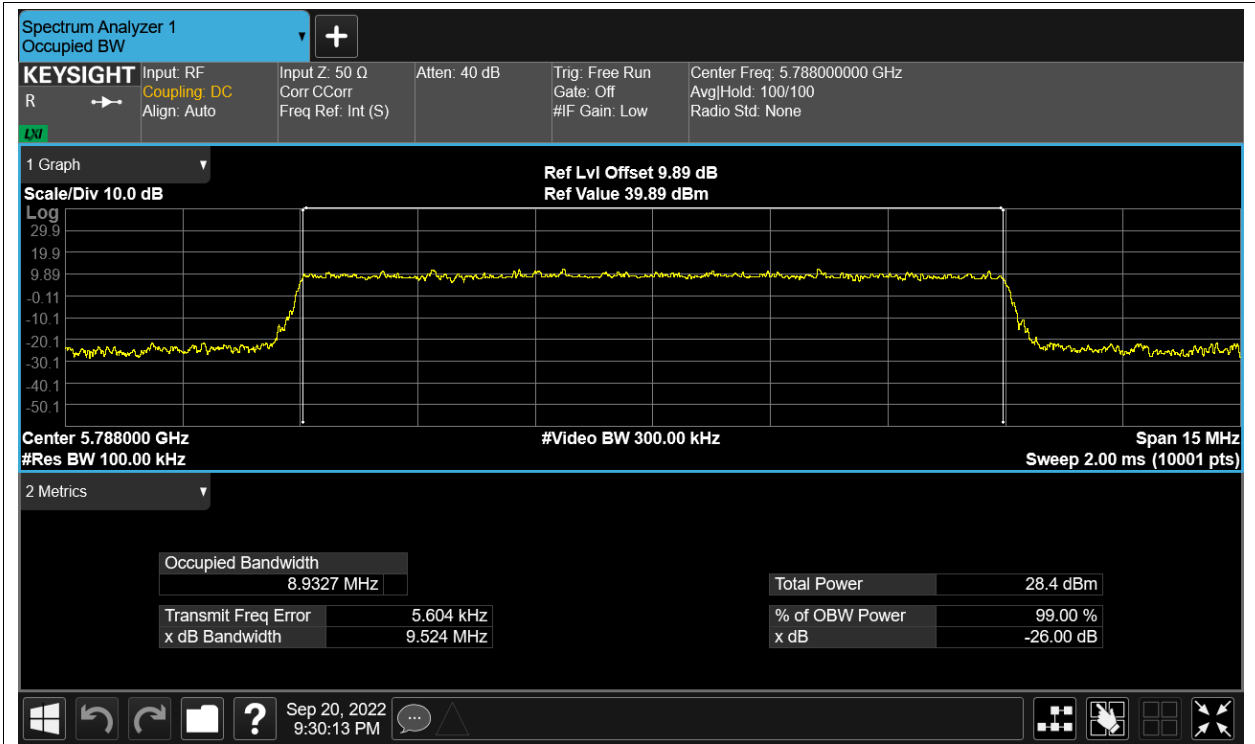 Spectrum Analyzer 1
Occupied BW
KEYSIGHT
R
LXI
Input: RF
Coupling: DC
Align: Auto
Input Z: 50 Ω
Corr CCorr
Freq Ref: Int (S)
Atten: 40 dB
Trig: Free Run
Gate: Off
#IF Gain: Low
Center Freq: 5.788000000 GHz
Avg|Hold: 100/100
Radio Std: None
1 Graph
Scale/Div 10.0 dB
Ref Lvl Offset 9.89 dB
Ref Value 39.89 dBm
Log
29.9
19.9
9.89
-0.11
-10.1
-20.1
-30.1
-40.1
-50.1
Center 5.788000 GHz
#Video BW 300.00 kHz
Span 15 MHz
#Res BW 100.00 kHz
Sweep 2.00 ms (10001 pts)
2 Metrics
Occupied Bandwidth
8.9327 MHz
Total Power 28.4 dBm
Transmit Freq Error 5.604 kHz
% of OBW Power 99.00 %
x dB Bandwidth 9.524 MHz
x dB -26.00 dB
?
Sep 20, 2022
9:30:13 PM